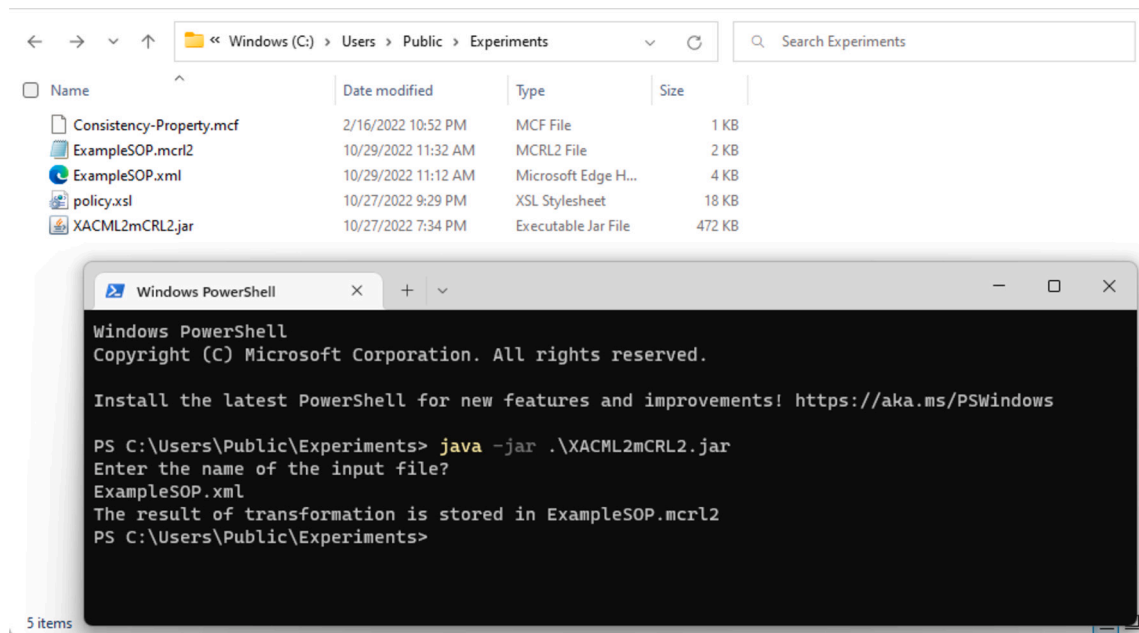 « Windows (C:) › Users › Public › Experiments
Search Experiments
Name Date modified Type Size
Consistency-Property.mcf 2/16/2022 10:52 PM MCF File 1 KB
ExampleSOP.mcrl2 10/29/2022 11:32 AM MCRL2 File 2 KB
ExampleSOP.xml 10/29/2022 11:12 AM Microsoft Edge H... 4 KB
policy.xsl 10/27/2022 9:29 PM XSL Stylesheet 18 KB
XACML2mCRL2.jar 10/27/2022 7:34 PM Executable Jar File 472 KB
Windows PowerShell
Windows PowerShell
Copyright (C) Microsoft Corporation. All rights reserved.
Install the latest PowerShell for new features and improvements! https://aka.ms/PSWindows
PS C:\Users\Public\Experiments> java -jar .\XACML2mCRL2.jar
Enter the name of the input file?
ExampleSOP.xml
The result of transformation is stored in ExampleSOP.mcrl2
PS C:\Users\Public\Experiments>
5 items